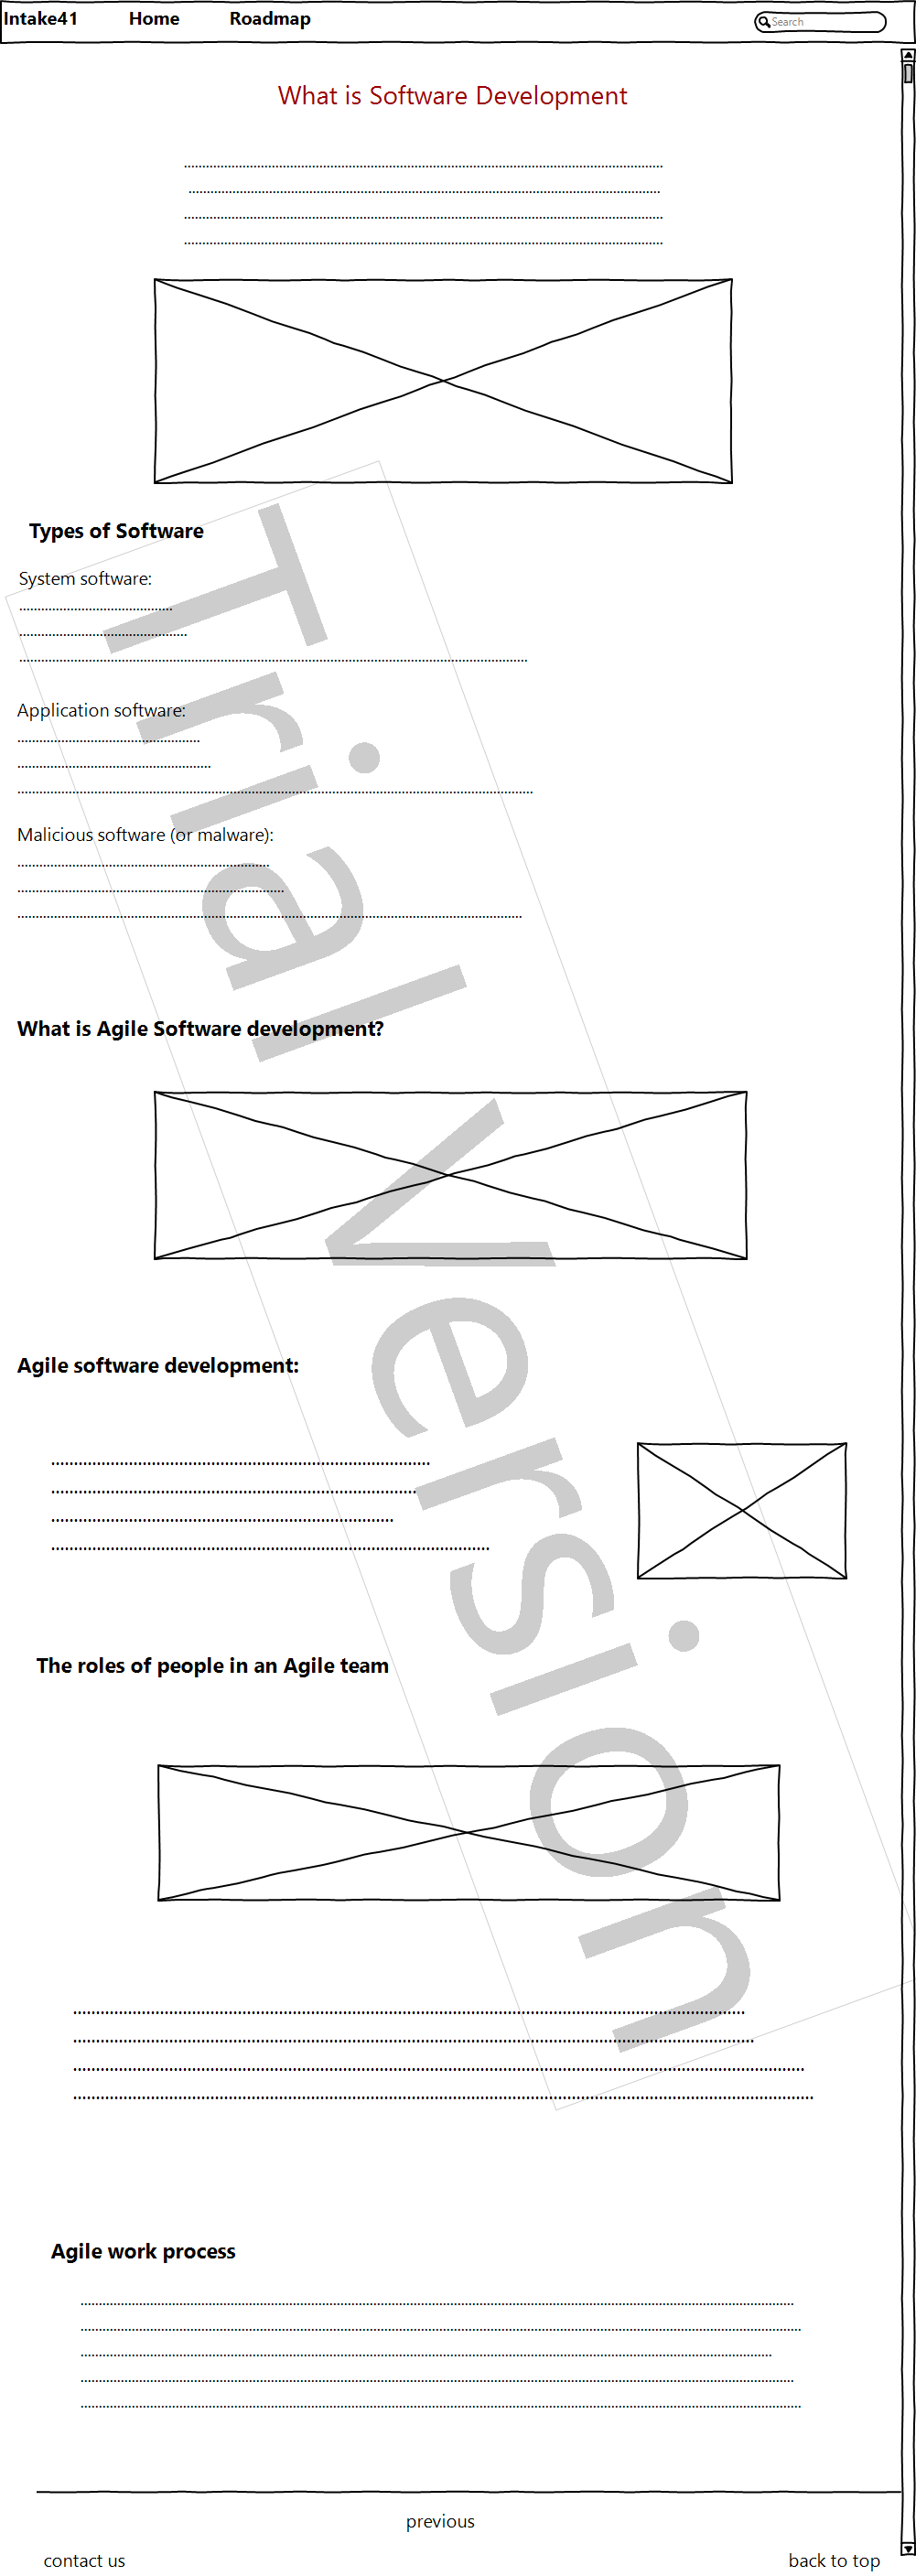 Intake41 Home Roadmap Search
What is Software Development
Types of Software
System software:
Application software:
Malicious software (or malware):
What is Agile Software development?
Agile software development:
The roles of people in an Agile team
Agile work process
previous
contact us back to top
Trial Version